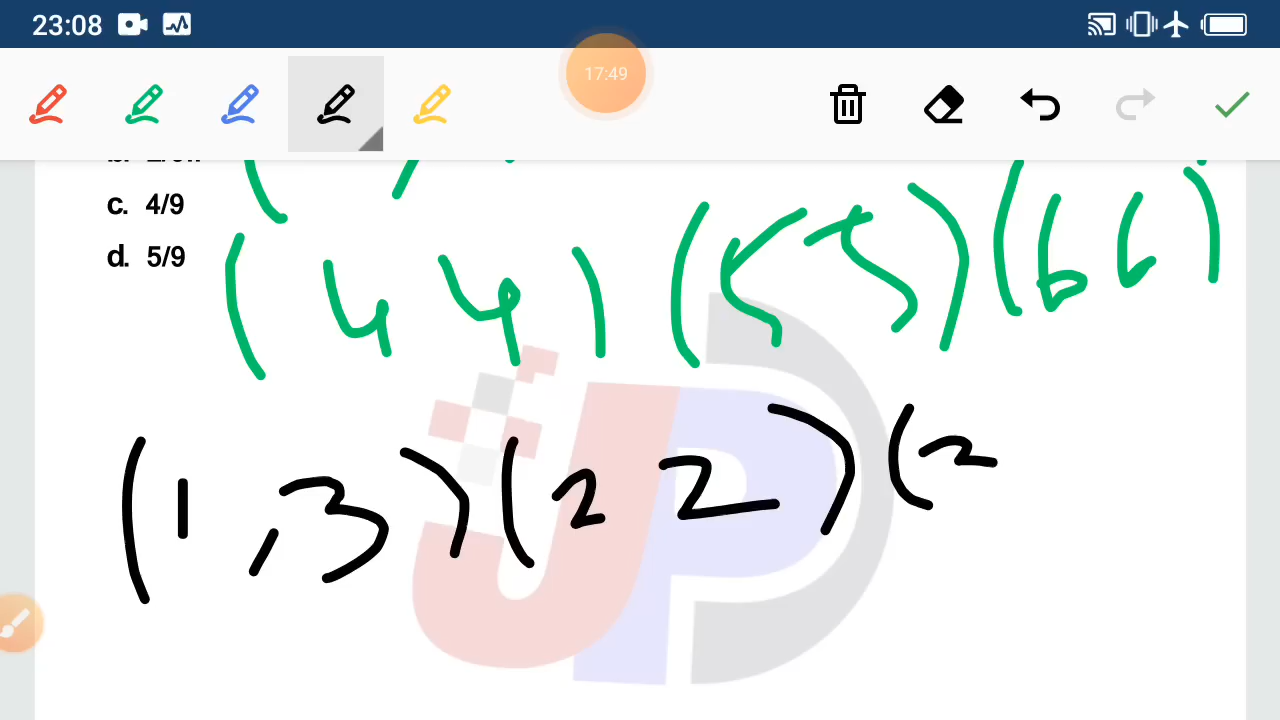 23:08
17:49
c. 4/9
d. 5/9
(4 4) (5 5) (6 6)
(1 , 3) (2 2) (2